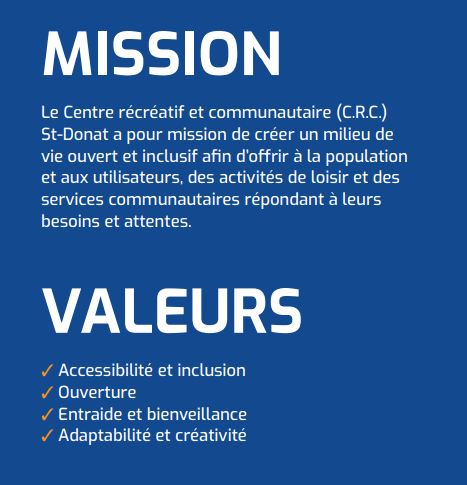 MISSION
Le Centre récréatif et communautaire (C.R.C.)
St-Donat a pour mission de créer un milieu de
vie ouvert et inclusif afin d'offrir à la population
et aux utilisateurs, des activités de loisir et des
services communautaires répondant à leurs
besoins et attentes.
VALEURS
✓ Accessibilité et inclusion
✓ Ouverture
✓ Entraide et bienveillance
✓ Adaptabilité et créativité